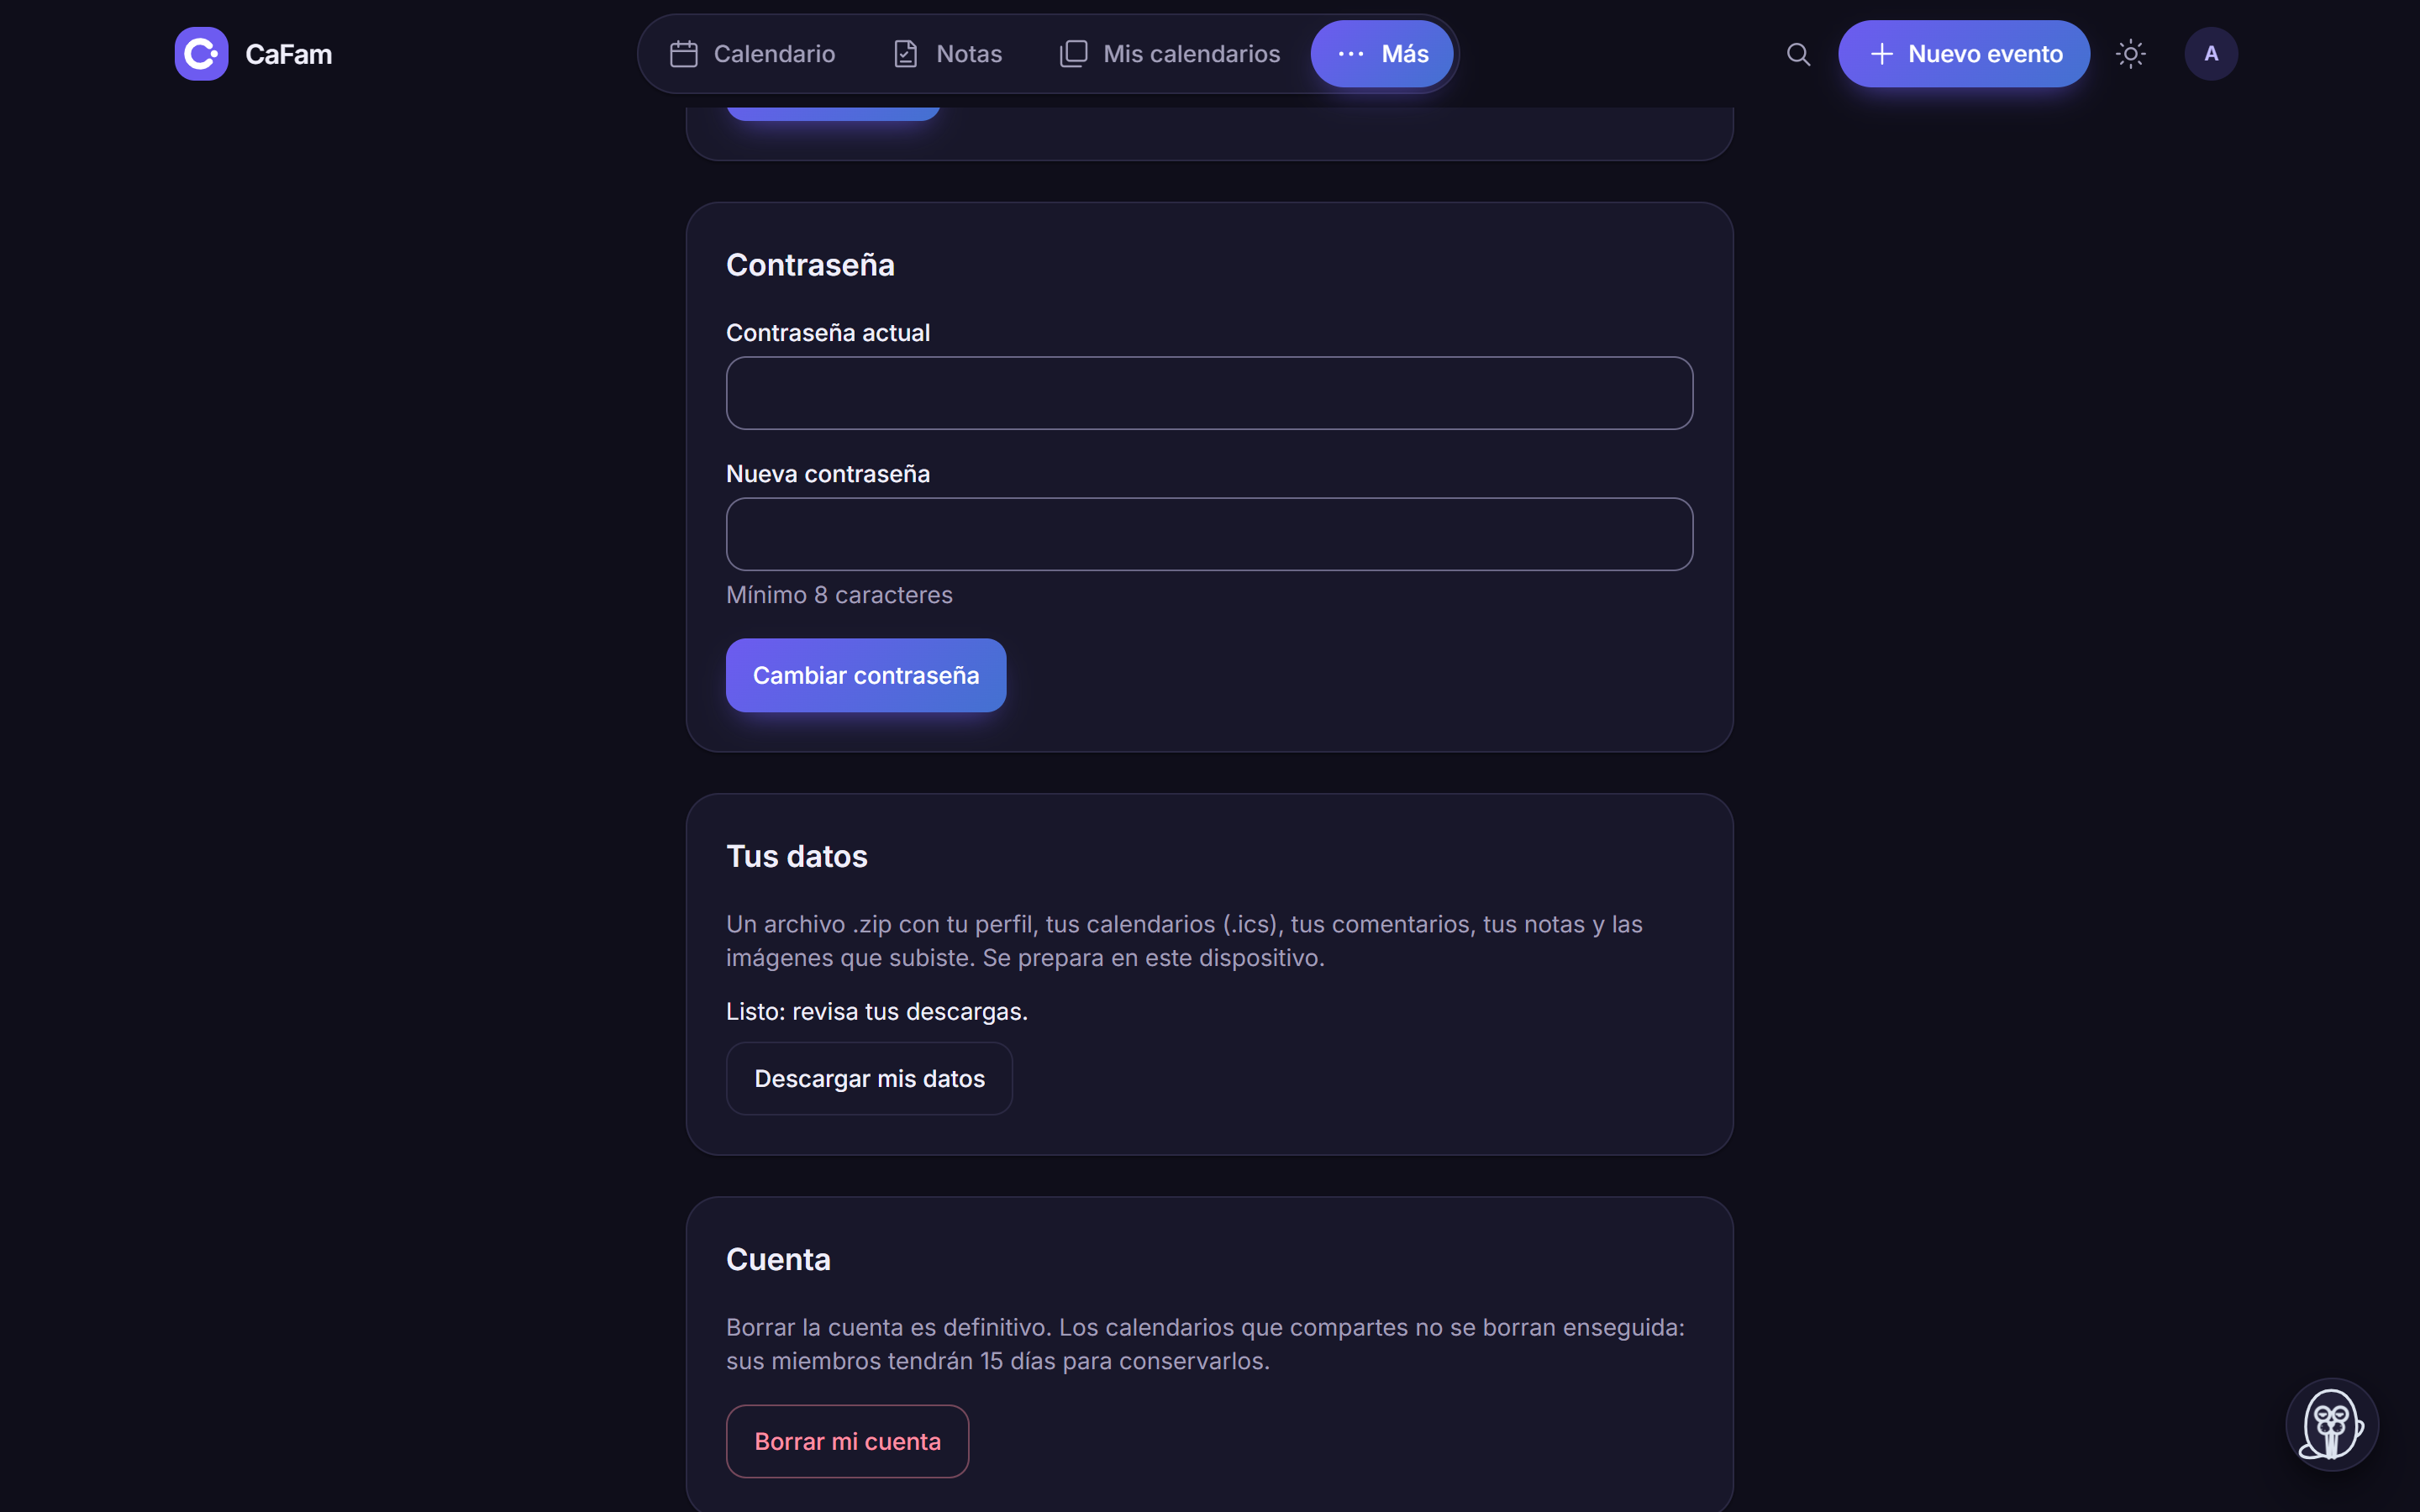 CaFam
Calendario
Notas
Mis calendarios
Más
Nuevo evento
A
Contraseña
Contraseña actual
Nueva contraseña
Mínimo 8 caracteres
Cambiar contraseña
Tus datos
Un archivo .zip con tu perfil, tus calendarios (.ics), tus comentarios, tus notas y las
imágenes que subiste. Se prepara en este dispositivo.
Listo: revisa tus descargas.
Descargar mis datos
Cuenta
Borrar la cuenta es definitivo. Los calendarios que compartes no se borran enseguida:
sus miembros tendrán 15 días para conservarlos.
Borrar mi cuenta